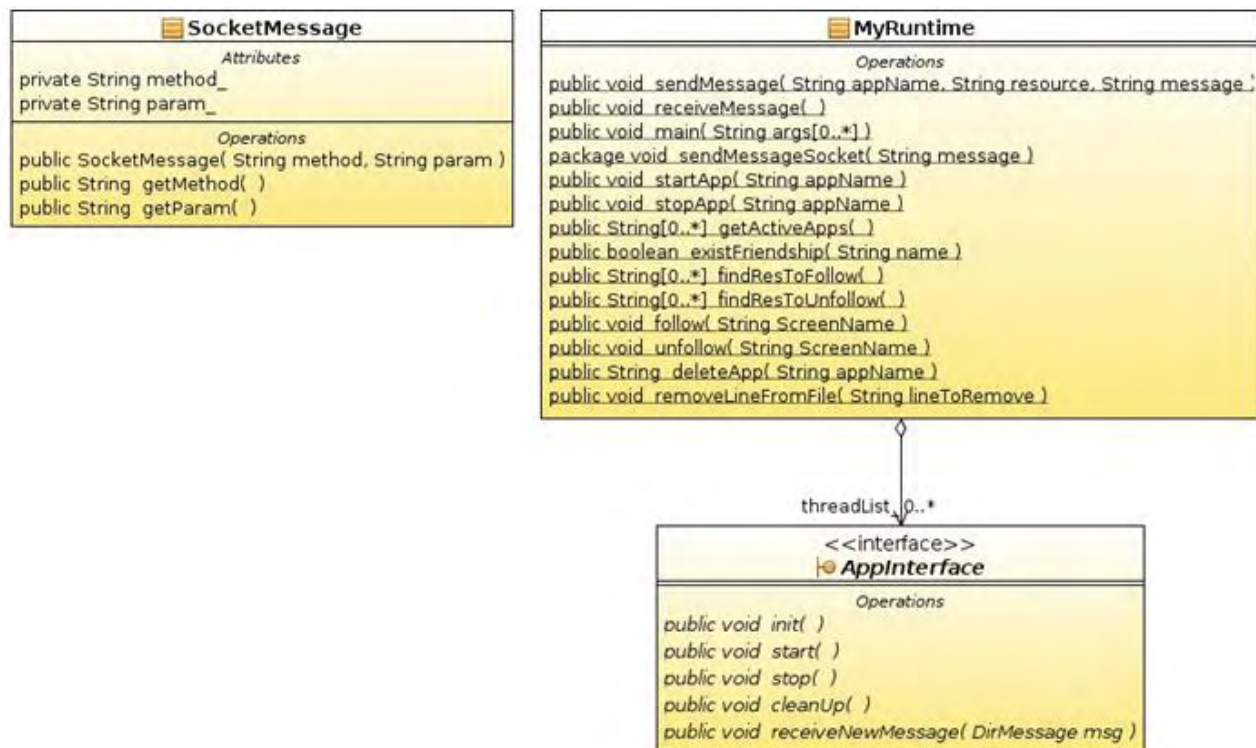 SocketMessage
Attributes
private String method_
private String param_
Operations
public SocketMessage( String method, String param )
public String getMethod( )
public String getParam( )
MyRuntime
Operations
public void sendMessage( String appName, String resource, String message )
public void receiveMessage( )
public void main( String args[0..*] )
package void sendMessageSocket( String message )
public void startApp( String appName )
public void stopApp( String appName )
public String[0..*] getActiveApps( )
public boolean existFriendship( String name )
public String[0..*] findResToFollow( )
public String[0..*] findResToUnfollow( )
public void follow( String ScreenName )
public void unfollow( String ScreenName )
public String deleteApp( String appName )
public void removeLineFromFile( String lineToRemove )
threadList_ 0..*
<<interface>>
AppInterface
Operations
public void init( )
public void start( )
public void stop( )
public void cleanUp( )
public void receiveNewMessage( DirMessage msg )